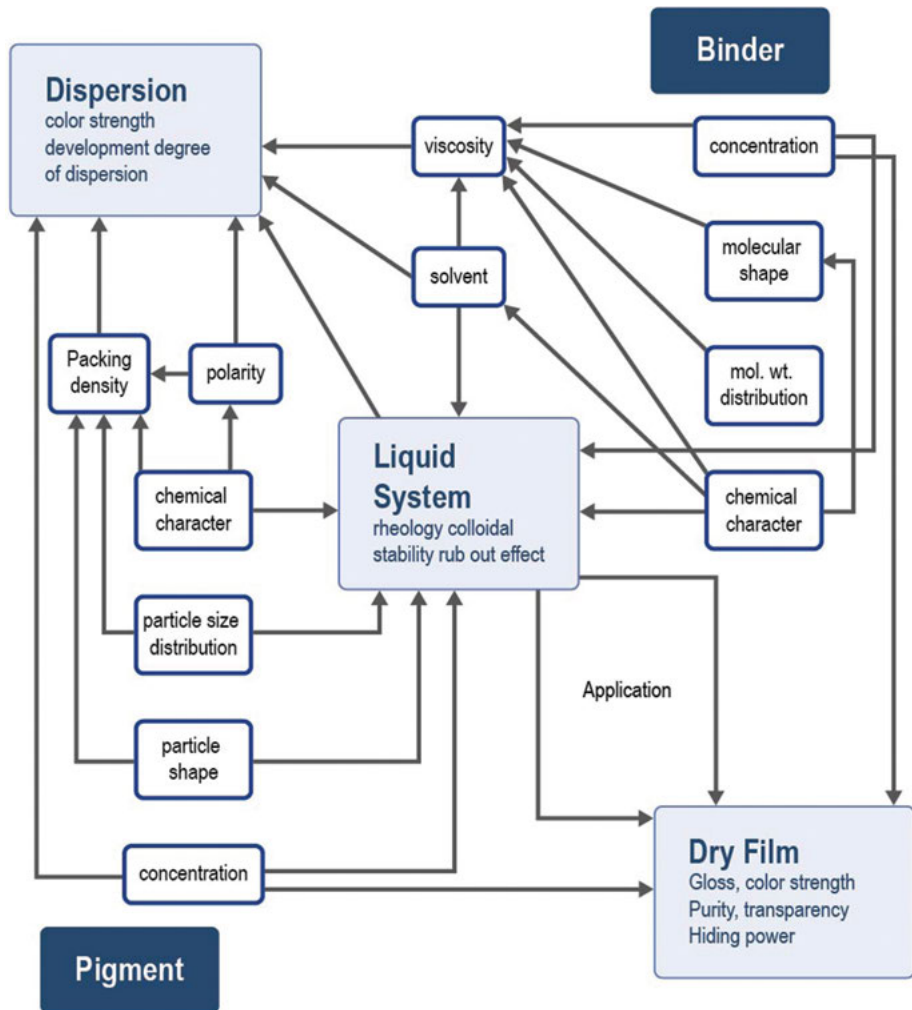 Binder
Dispersion
color strength
development degree
of dispersion
viscosity
concentration
solvent
molecular
shape
Packing
density
polarity
mol. wt.
distribution
Liquid
System
rheology colloidal
stability rub out effect
chemical
character
chemical
character
particle size
distribution
Application
particle
shape
Dry Film
Gloss, color strength
Purity, transparency
Hiding power
concentration
Pigment